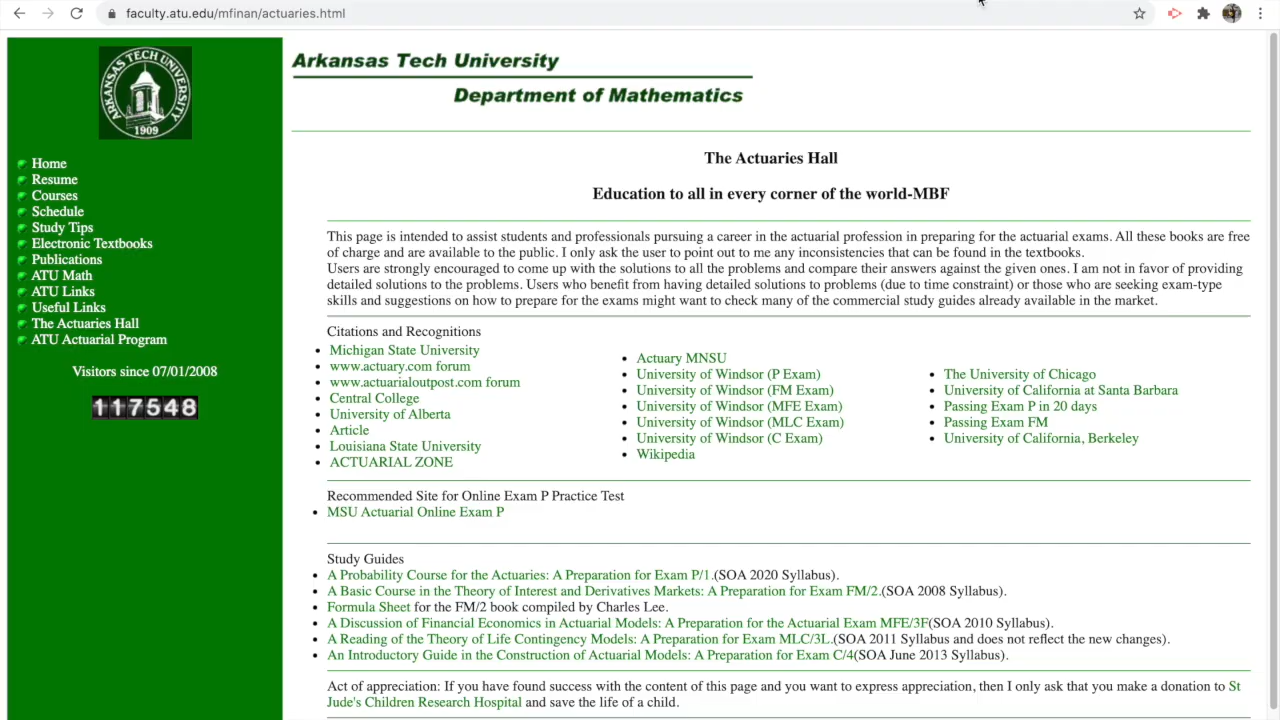 faculty.atu.edu/mfinan/actuaries.html
ARKANSAS TECH UNIVERSITY
1909
Home
Resume
Courses
Schedule
Study Tips
Electronic Textbooks
Publications
ATU Math
ATU Links
Useful Links
The Actuaries Hall
ATU Actuarial Program
Visitors since 07/01/2008
117548
Arkansas Tech University
Department of Mathematics
The Actuaries Hall
Education to all in every corner of the world-MBF
This page is intended to assist students and professionals pursuing a career in the actuarial profession in preparing for the actuarial exams. All these books are free
of charge and are available to the public. I only ask the user to point out to me any inconsistencies that can be found in the textbooks.
Users are strongly encouraged to come up with the solutions to all the problems and compare their answers against the given ones. I am not in favor of providing
detailed solutions to the problems. Users who benefit from having detailed solutions to problems (due to time constraint) or those who are seeking exam-type
skills and suggestions on how to prepare for the exams might want to check many of the commercial study guides already available in the market.
Citations and Recognitions
Michigan State University
www.actuary.com forum
www.actuarialoutpost.com forum
Central College
University of Alberta
Article
Louisiana State University
ACTUARIAL ZONE
Actuary MNSU
University of Windsor (P Exam)
University of Windsor (FM Exam)
University of Windsor (MFE Exam)
University of Windsor (MLC Exam)
University of Windsor (C Exam)
Wikipedia
The University of Chicago
University of California at Santa Barbara
Passing Exam P in 20 days
Passing Exam FM
University of California, Berkeley
Recommended Site for Online Exam P Practice Test
MSU Actuarial Online Exam P
Study Guides
A Probability Course for the Actuaries: A Preparation for Exam P/1.(SOA 2020 Syllabus).
A Basic Course in the Theory of Interest and Derivatives Markets: A Preparation for Exam FM/2.(SOA 2008 Syllabus).
Formula Sheet for the FM/2 book compiled by Charles Lee.
A Discussion of Financial Economics in Actuarial Models: A Preparation for the Actuarial Exam MFE/3F(SOA 2010 Syllabus).
A Reading of the Theory of Life Contingency Models: A Preparation for Exam MLC/3L.(SOA 2011 Syllabus and does not reflect the new changes).
An Introductory Guide in the Construction of Actuarial Models: A Preparation for Exam C/4(SOA June 2013 Syllabus).
Act of appreciation: If you have found success with the content of this page and you want to express appreciation, then I only ask that you make a donation to St
Jude's Children Research Hospital and save the life of a child.